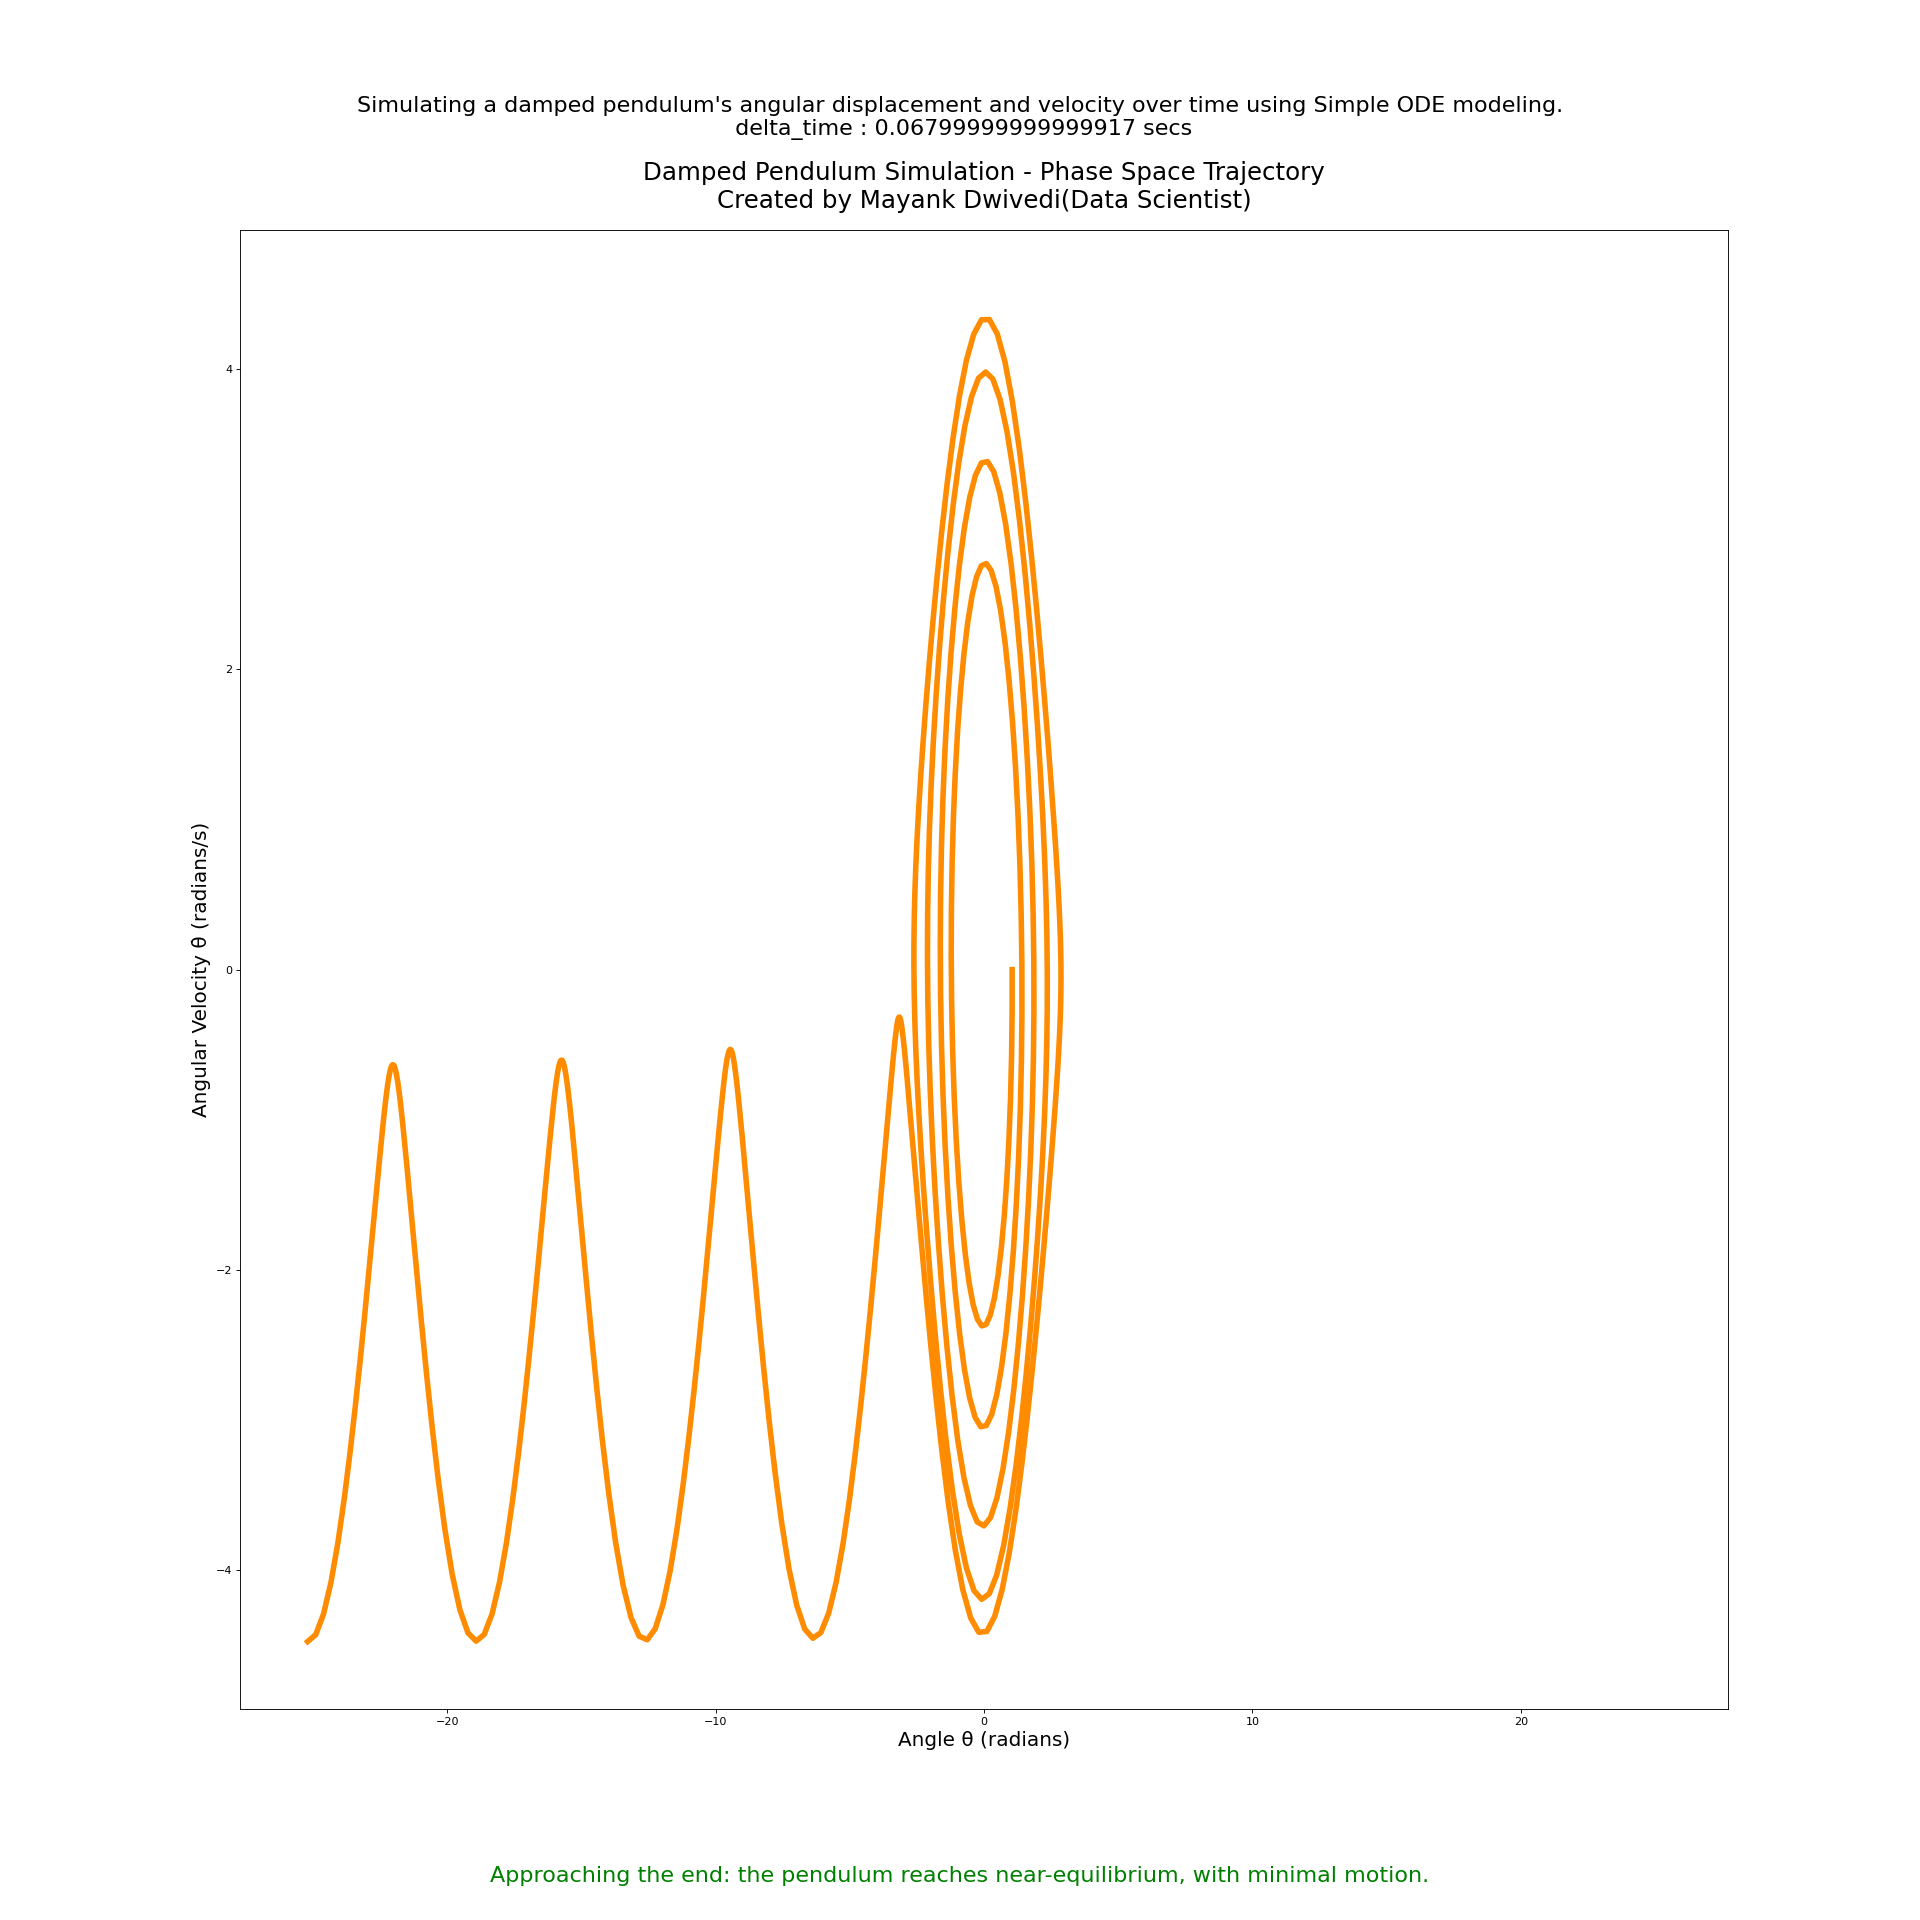 Simulating a damped pendulum's angular displacement and velocity over time using Simple ODE modeling.
delta_time : 0.06799999999999917 secs
Damped Pendulum Simulation - Phase Space Trajectory
Created by Mayank Dwivedi(Data Scientist)
Angular Velocity θ̇ (radians/s)
4
2
0
−2
−4
−20
−10
0
10
20
Angle θ (radians)
Approaching the end: the pendulum reaches near-equilibrium, with minimal motion.